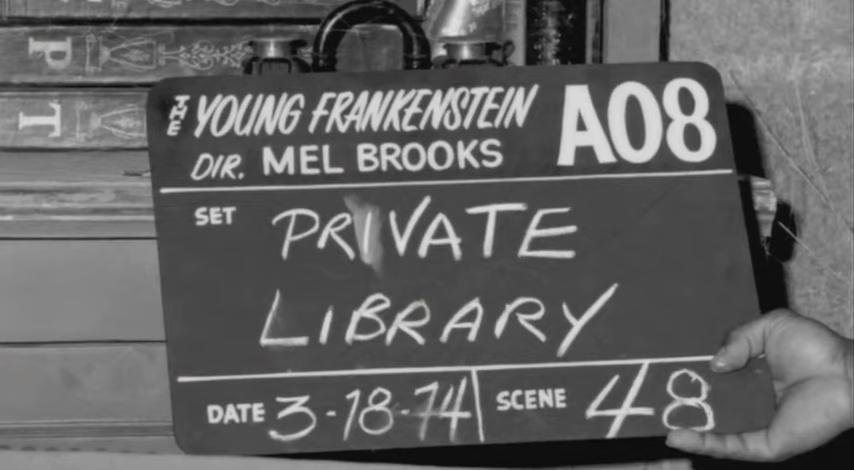 P
T
THE YOUNG FRANKENSTEIN
DIR. MEL BROOKS
A08
SET PRIVATE
LIBRARY
DATE 3-18-74 SCENE 48